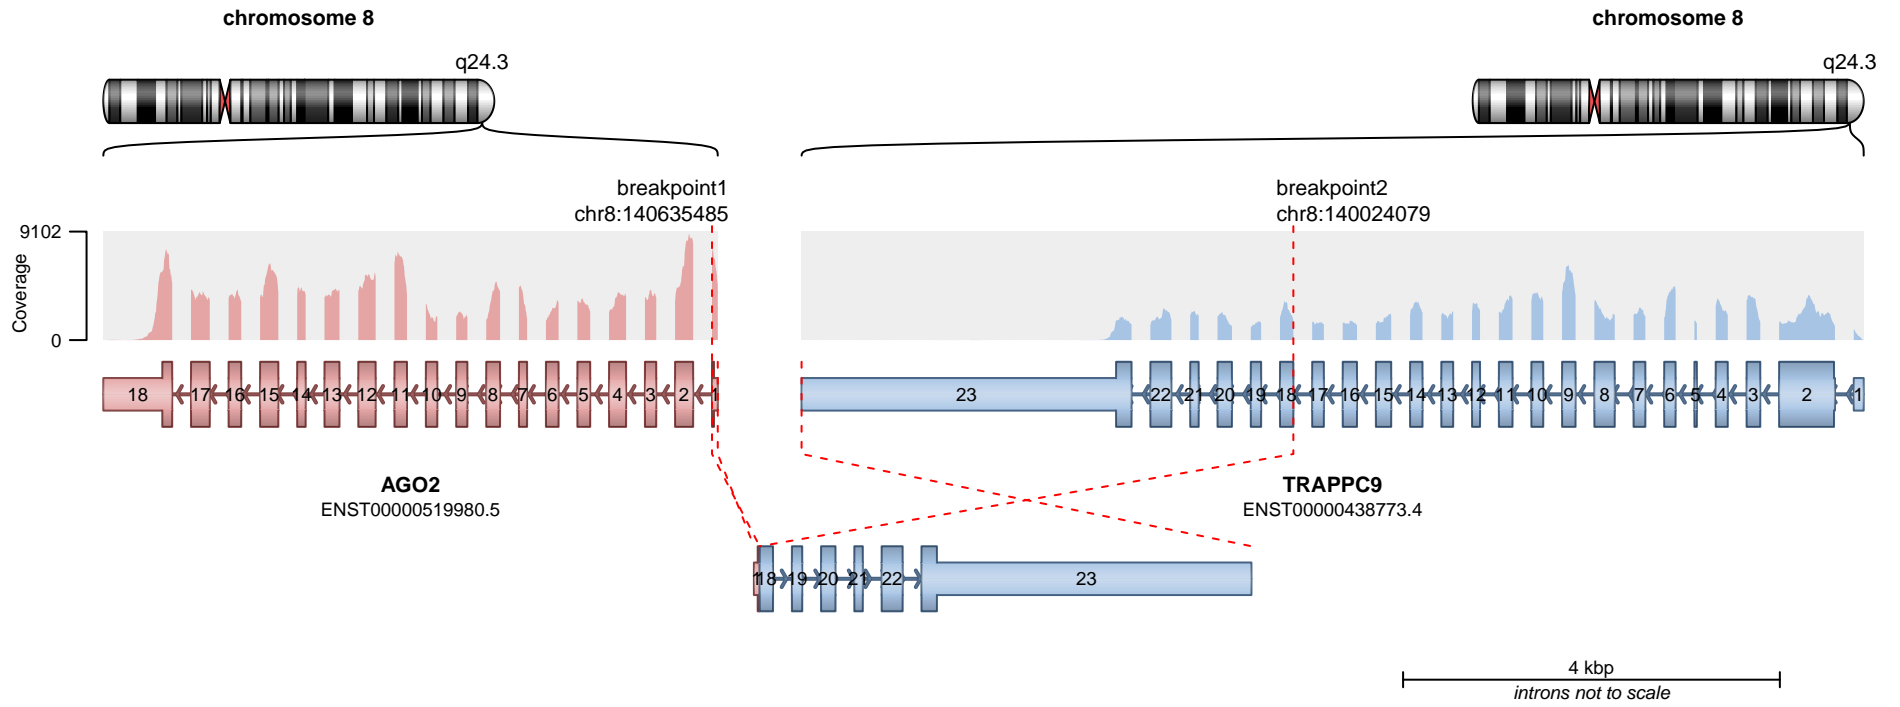 chromosome 8
chromosome 8
q24.3
q24.3
breakpoint1
chr8:140635485
breakpoint2
chr8:140024079
9102
Coverage
0
18 17 16 15 14 13 12 11 10 9 8 7 6 5 4 3 2 1
23 22 21 20 19 18 17 16 15 14 13 12 11 10 9 8 7 6 5 4 3 2 1
AGO2
ENST00000519980.5
TRAPPC9
ENST00000438773.4
1 18 19 20 21 22 23
4 kbp
introns not to scale